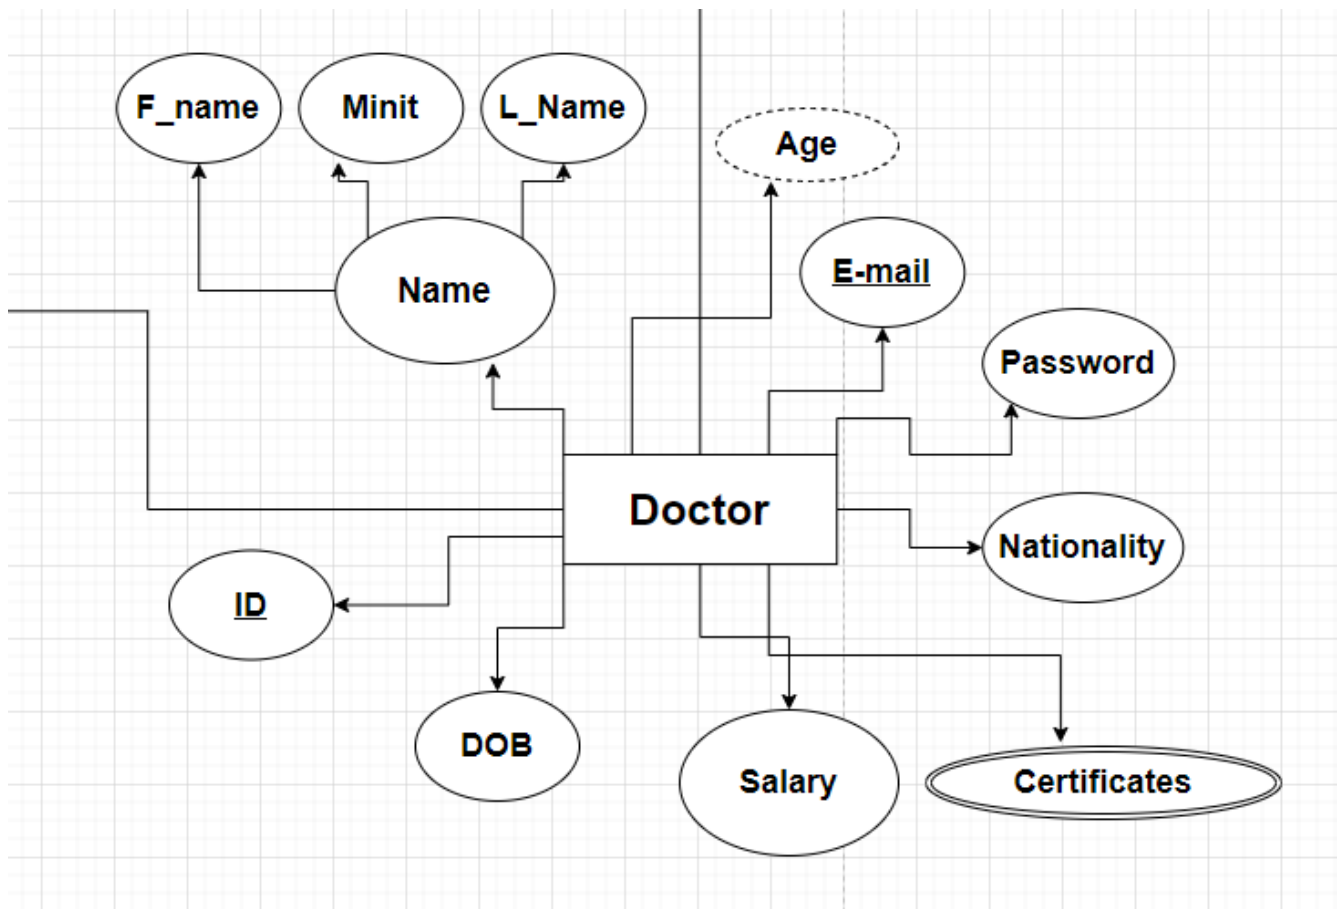 F_name
Minit
L_Name
Age
E-mail
Name
Password
Doctor
Nationality
ID
DOB
Salary
Certificates